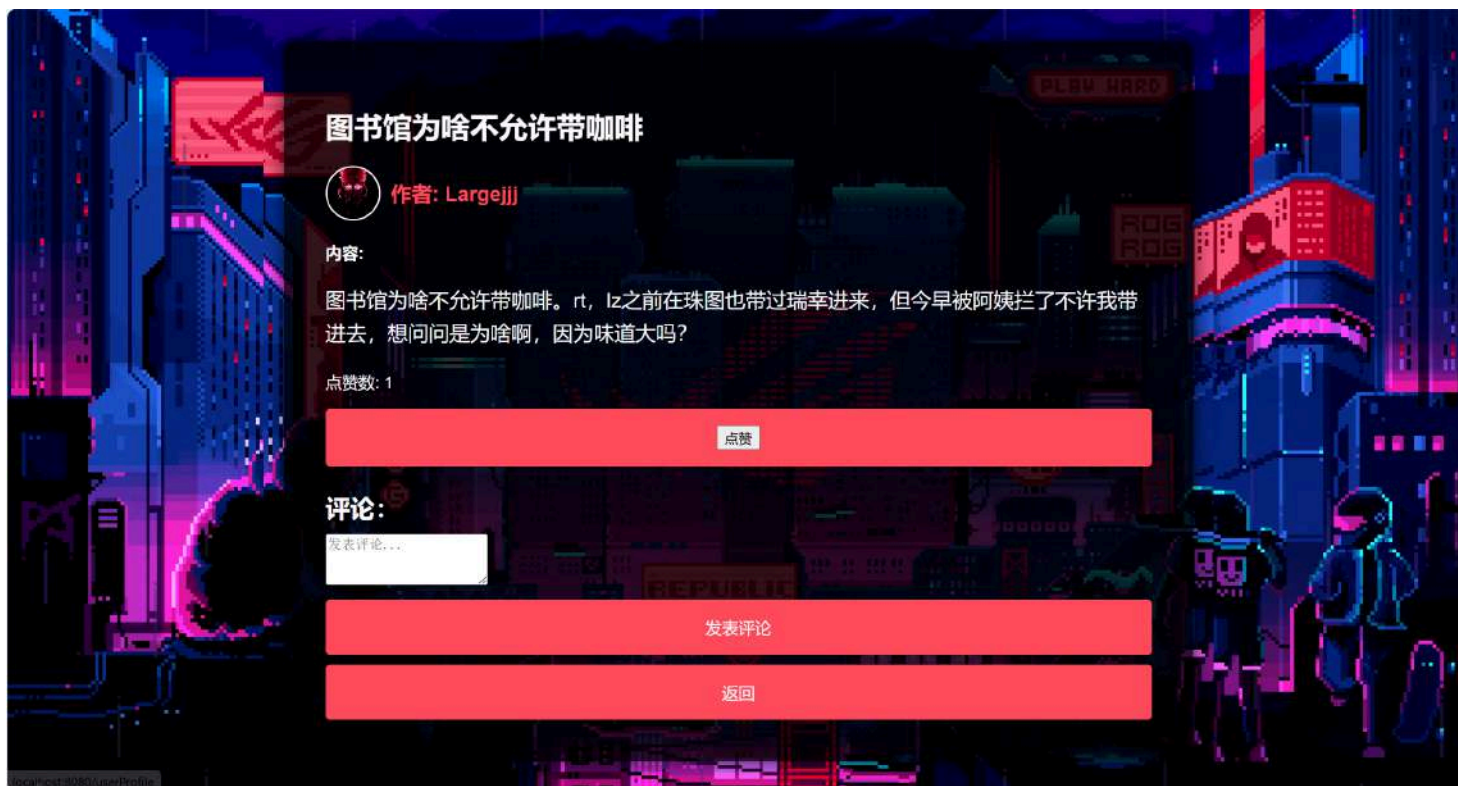 PLAY HARD
图书馆为啥不允许带咖啡
作者: Largejjj
ROG
ROG
内容:
图书馆为啥不允许带咖啡。rt，lz之前在珠图也带过瑞幸进来，但今早被阿姨拦了不许我带
进去，想问问是为啥啊，因为味道大吗？
点赞数: 1
点赞
评论：
发表评论...
REPUBLIC
发表评论
返回
localhost:8080/userProfile